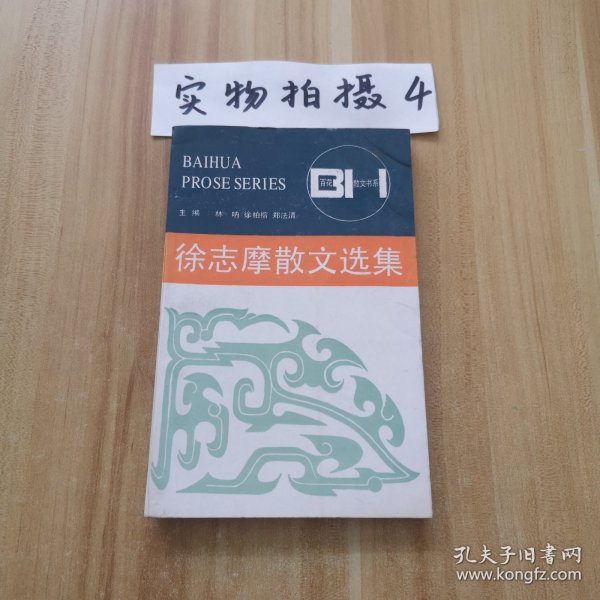 实物拍摄4
BAIHUA
PROSE SERIES
BH
百花 散文书系
主编 林呐 徐柏容 郑法清
徐志摩散文选集
孔夫子旧书网
www.kongfz.com